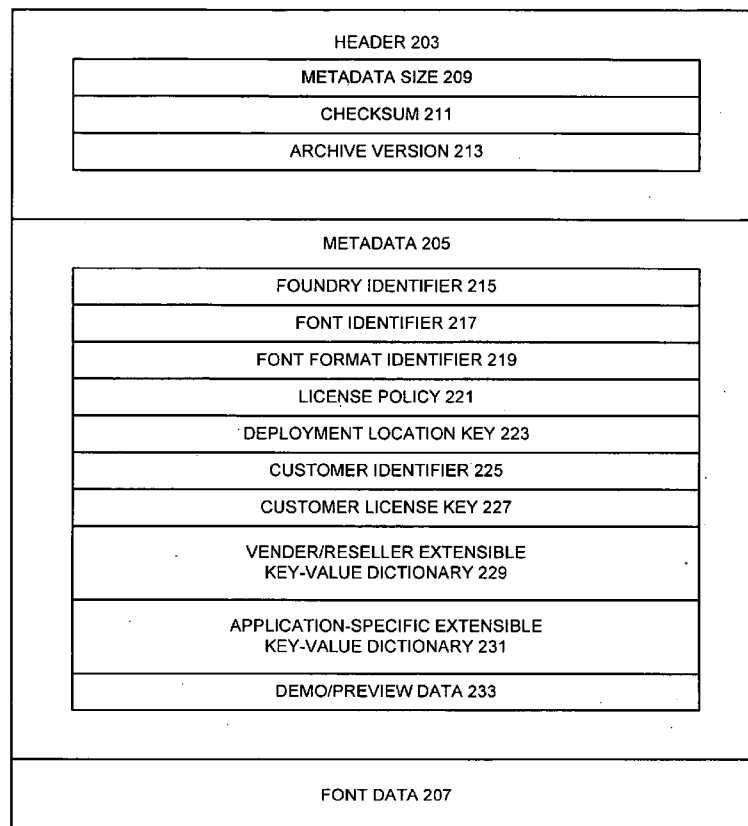 HEADER 203
METADATA SIZE 209
CHECKSUM 211
ARCHIVE VERSION 213
METADATA 205
FOUNDRY IDENTIFIER 215
FONT IDENTIFIER 217
FONT FORMAT IDENTIFIER 219
LICENSE POLICY 221
DEPLOYMENT LOCATION KEY 223
CUSTOMER IDENTIFIER 225
CUSTOMER LICENSE KEY 227
VENDER/RESELLER EXTENSIBLE
KEY-VALUE DICTIONARY 229
APPLICATION-SPECIFIC EXTENSIBLE
KEY-VALUE DICTIONARY 231
DEMO/PREVIEW DATA 233
FONT DATA 207